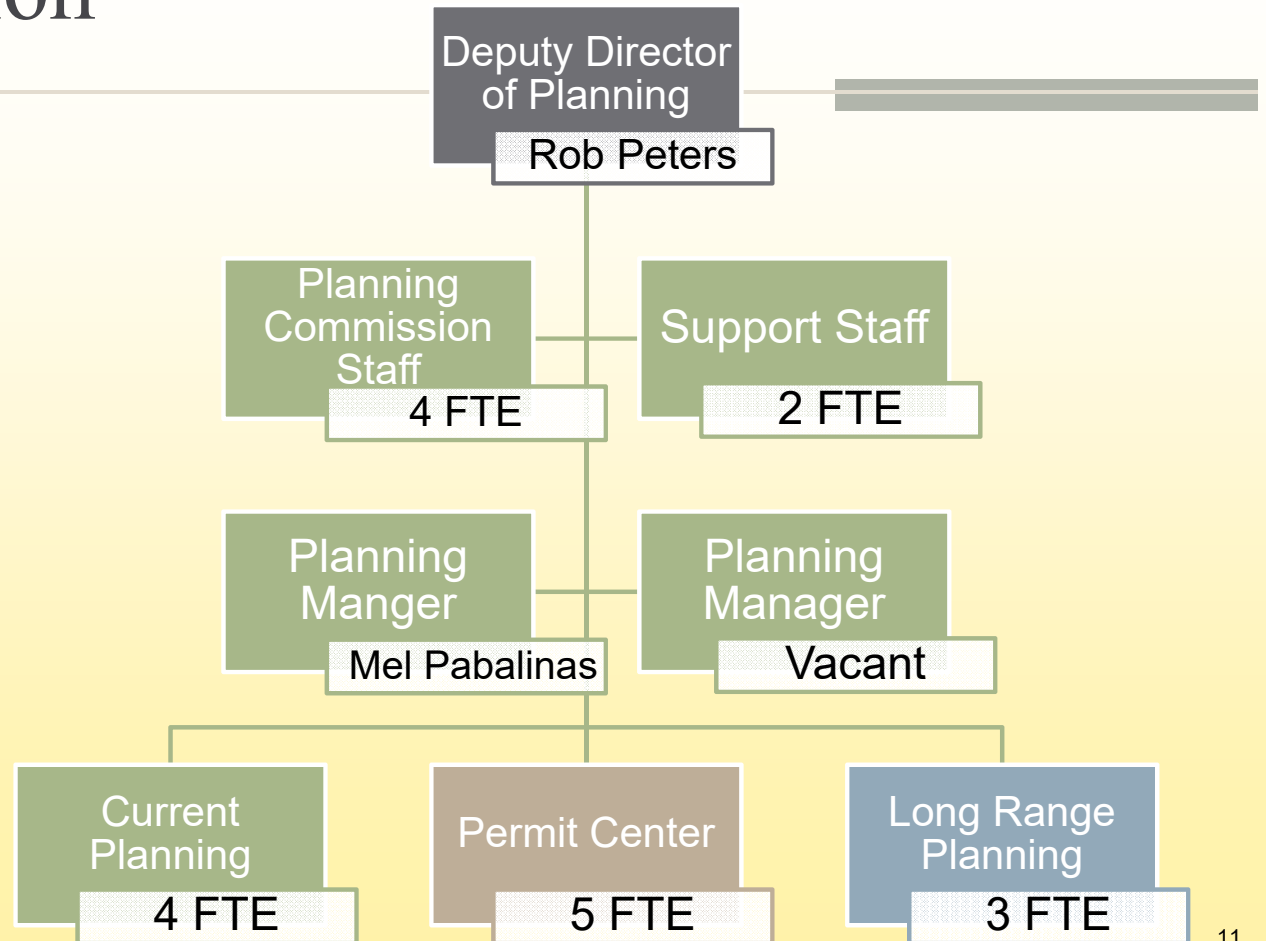 Deputy Director
of Planning
Rob Peters
Planning
Commission
Staff
4 FTE
Support Staff
2 FTE
Planning
Manger
Mel Pabalinas
Planning
Manager
Vacant
Current
Planning
4 FTE
Permit Center
5 FTE
Long Range
Planning
3 FTE
11